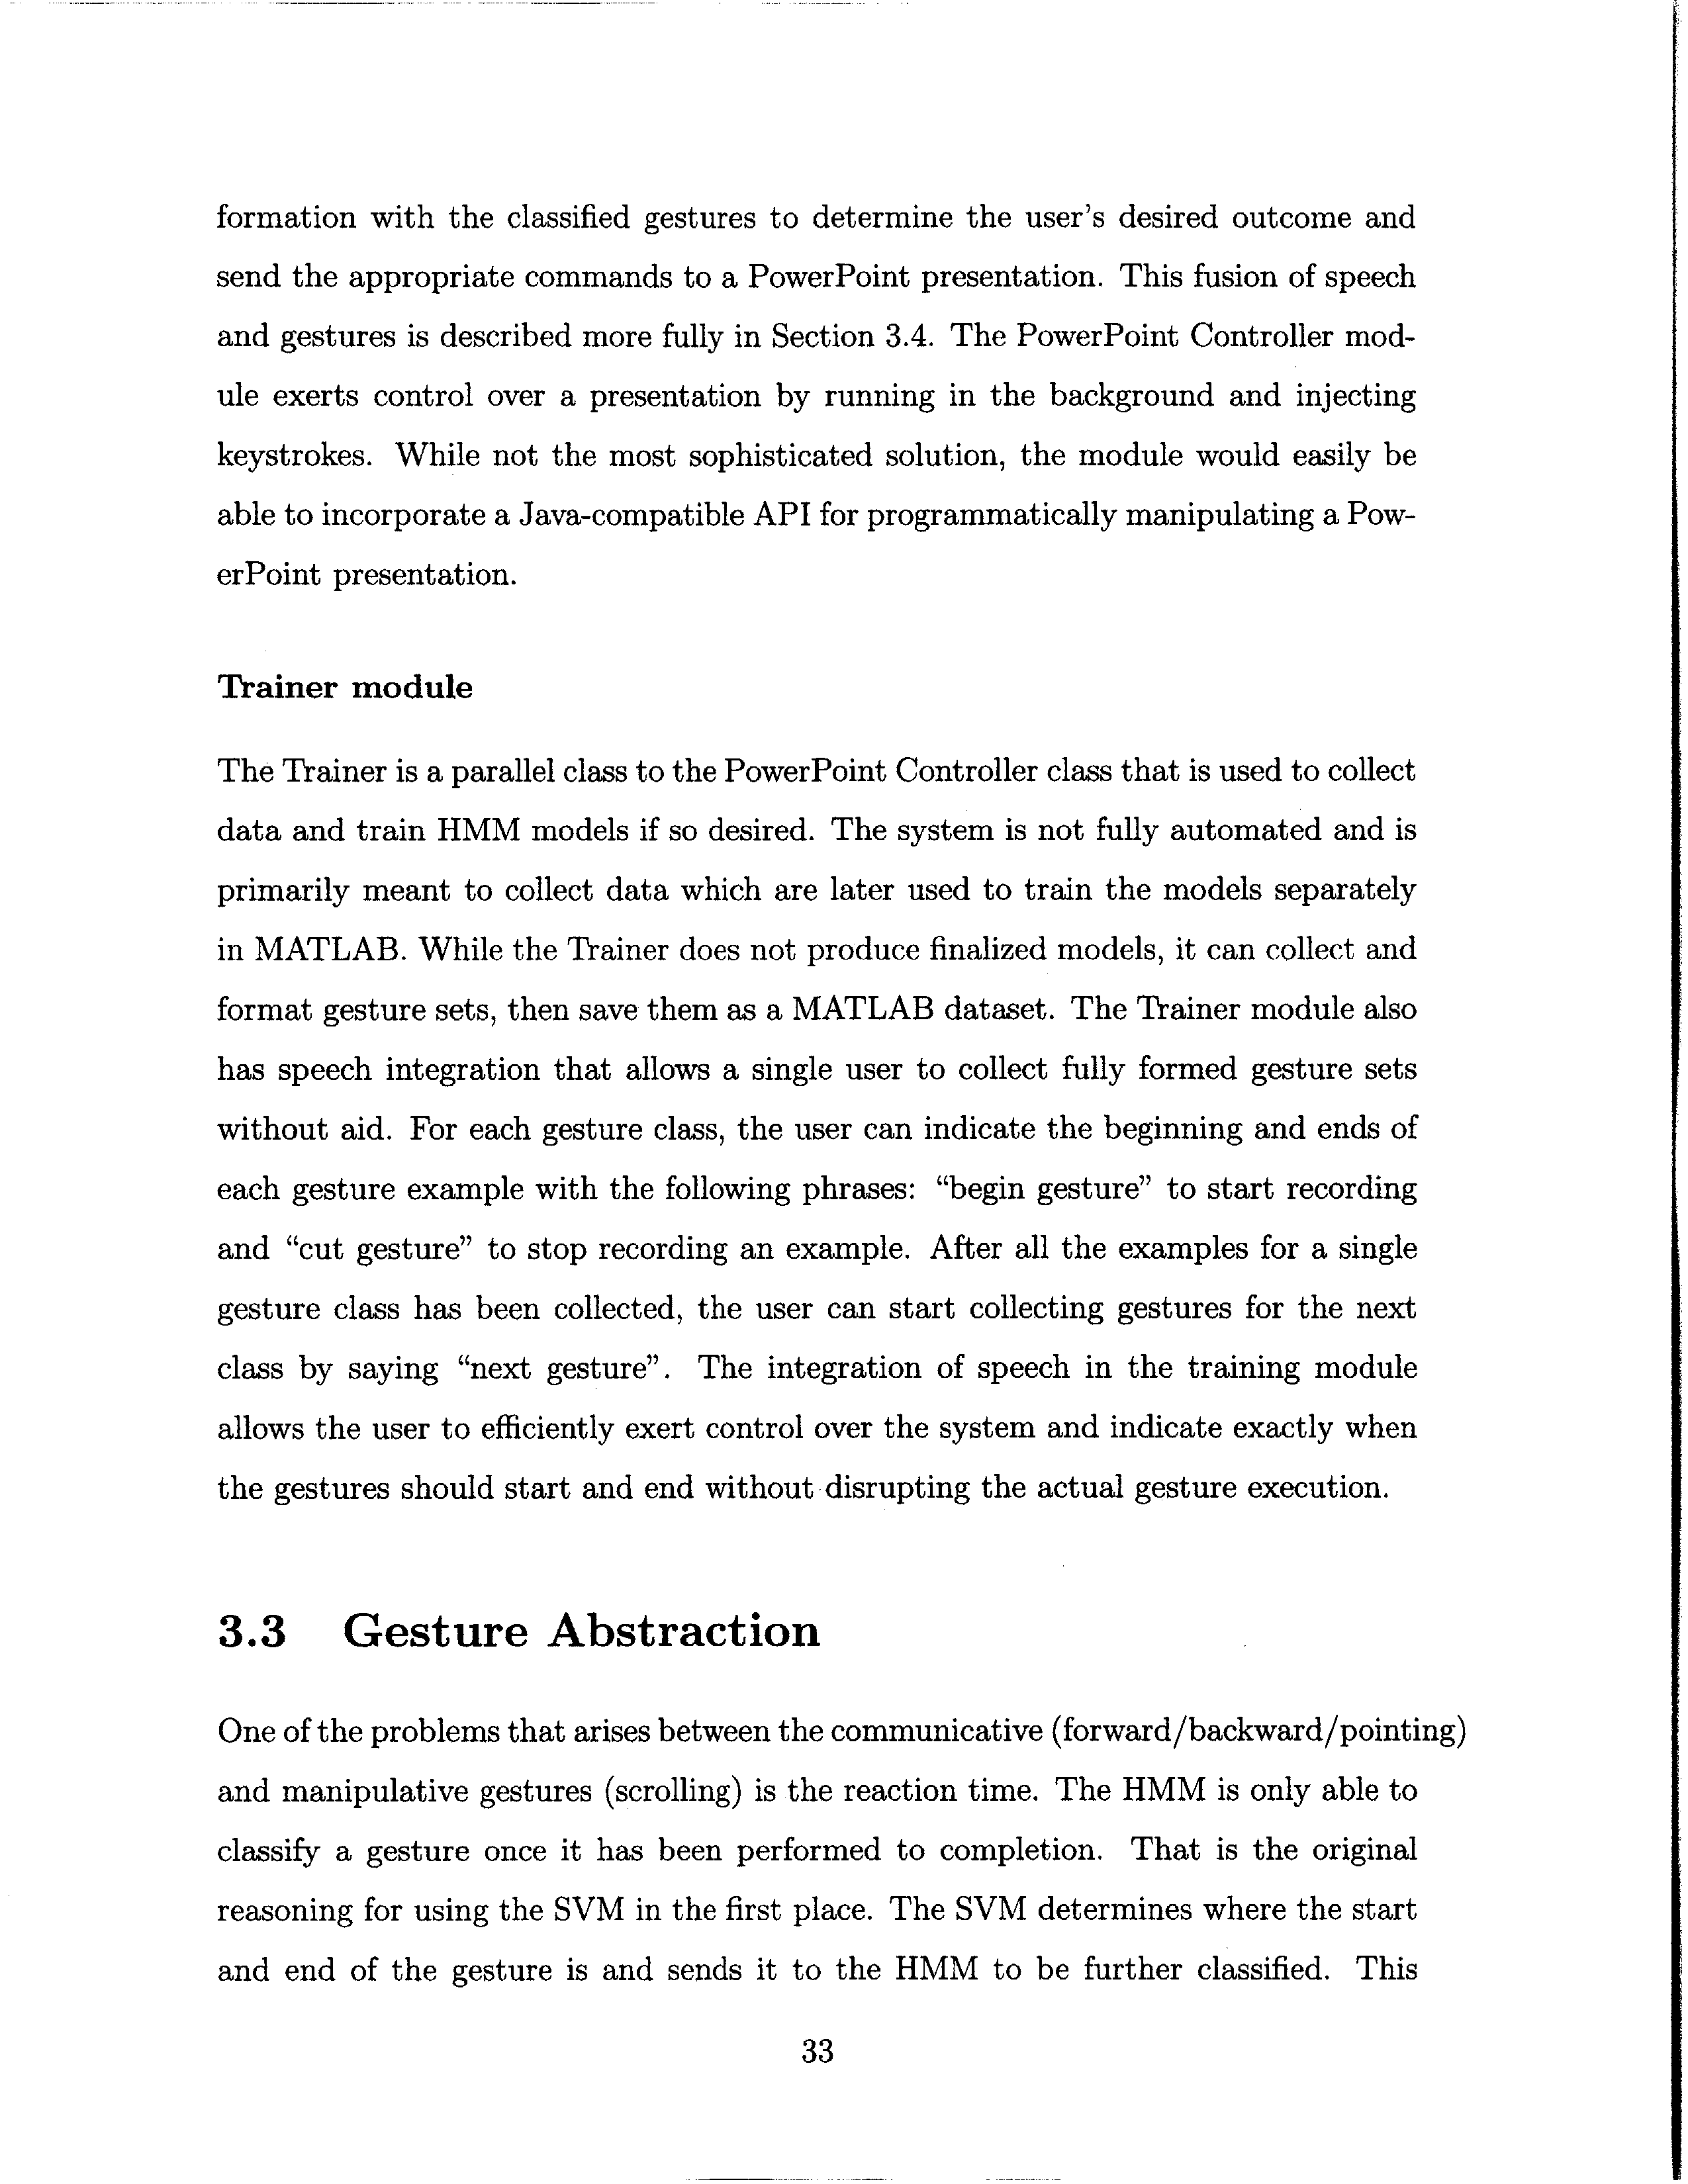 formation with the classified gestures to determine the user's desired outcome and
send the appropriate commands to a PowerPoint presentation. This fusion of speech
and gestures is described more fully in Section 3.4. The PowerPoint Controller mod-
ule exerts control over a presentation by running in the background and injecting
keystrokes. While not the most sophisticated solution, the module would easily be
able to incorporate a Java-compatible API for programmatically manipulating a Pow-
erPoint presentation.
Trainer module
The Trainer is a parallel class to the PowerPoint Controller class that is used to collect
data and train HMM models if so desired. The system is not fully automated and is
primarily meant to collect data which are later used to train the models separately
in MATLAB. While the Trainer does not produce finalized models, it can collect and
format gesture sets, then save them as a MATLAB dataset. The Trainer module also
has speech integration that allows a single user to collect fully formed gesture sets
without aid. For each gesture class, the user can indicate the beginning and ends of
each gesture example with the following phrases: “begin gesture” to start recording
and “cut gesture” to stop recording an example. After all the examples for a single
gesture class has been collected, the user can start collecting gestures for the next
class by saying “next gesture”. The integration of speech in the training module
allows the user to efficiently exert control over the system and indicate exactly when
the gestures should start and end without disrupting the actual gesture execution.
3.3 Gesture Abstraction
One of the problems that arises between the communicative (forward/backward/pointing)
and manipulative gestures (scrolling) is the reaction time. The HMM is only able to
classify a gesture once it has been performed to completion. That is the original
reasoning for using the SVM in the first place. The SVM determines where the start
and end of the gesture is and sends it to the HMM to be further classified. This
33